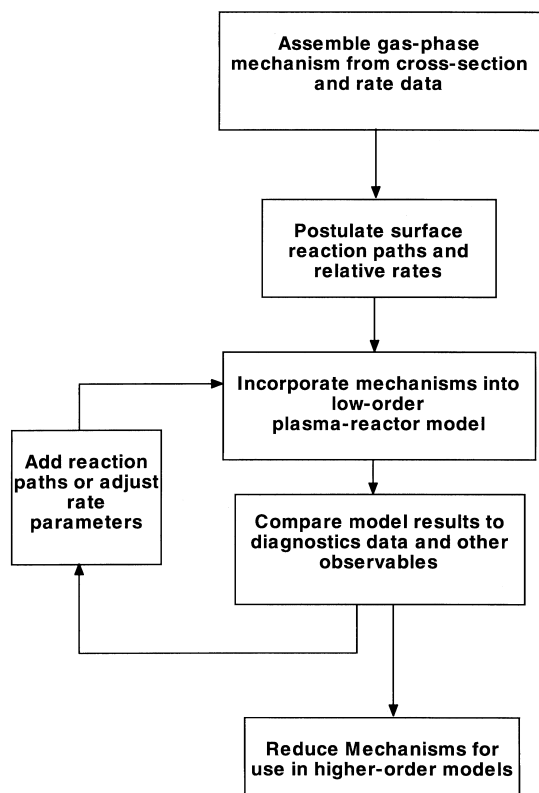 Assemble gas-phase
mechanism from cross-section
and rate data
Postulate surface
reaction paths and
relative rates
Incorporate mechanisms into
low-order
plasma-reactor model
Add reaction
paths or adjust
rate
parameters
Compare model results to
diagnostics data and other
observables
Reduce Mechanisms for
use in higher-order models